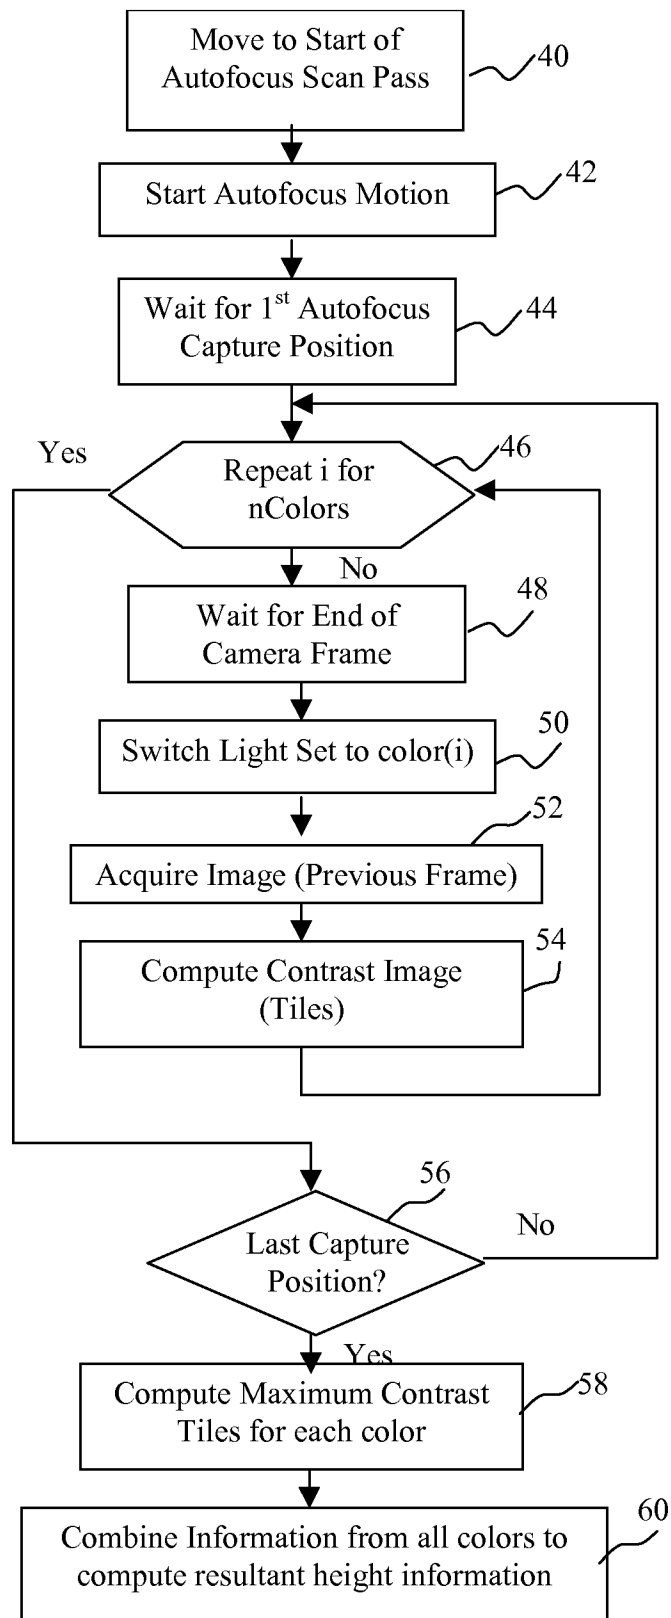 Move to Start of
Autofocus Scan Pass
40
Start Autofocus Motion
42
Wait for 1st Autofocus
Capture Position
44
Yes
Repeat i for
nColors
46
No
Wait for End of
Camera Frame
48
Switch Light Set to color(i)
50
Acquire Image (Previous Frame)
52
Compute Contrast Image
(Tiles)
54
Last Capture
Position?
56
No
Yes
Compute Maximum Contrast
Tiles for each color
58
Combine Information from all colors to
compute resultant height information
60